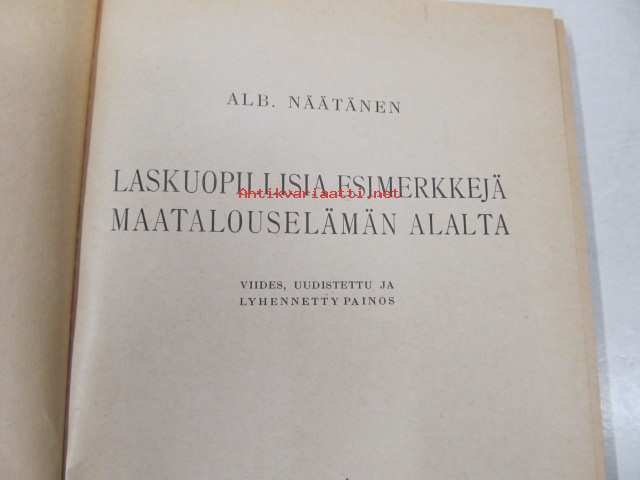 ALB. NÄÄTÄNEN
LASKUOPILLISIA ESIMERKKEJÄ
Antikvariaatti.net
MAATALOUSELÄMÄN ALALTA
VIIDES, UUDISTETTU JA
LYHENNETTY PAINOS